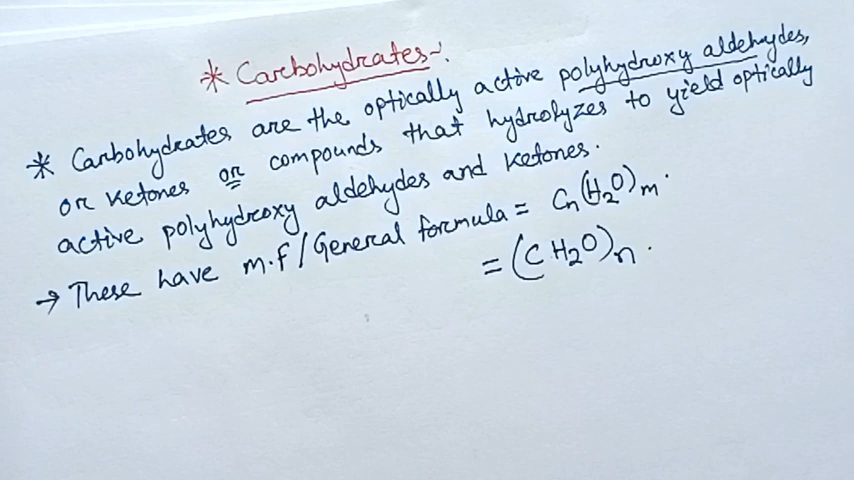 * Carbohydrates~:
* Carbohydrates are the optically active polyhydroxy aldehydes,
or ketones or compounds that hydrolyzes to yield optically
active polyhydroxy aldehydes and ketones.
→ These have m.f/General formula = Cn(H₂O)m.
= (CH₂O)n.